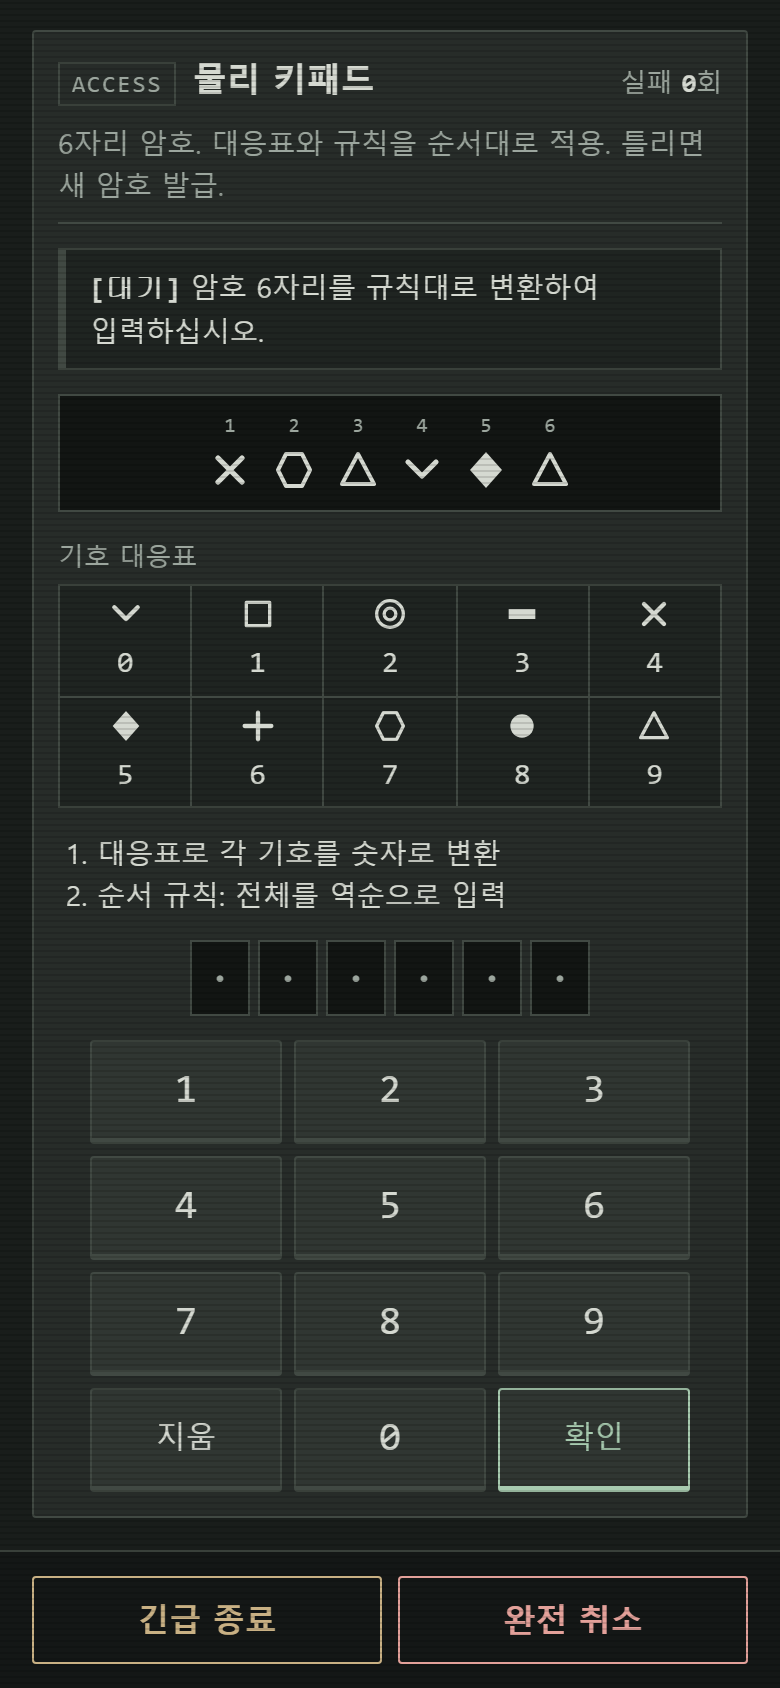 ACCESS 물리 키패드 실패 0회
6자리 암호. 대응표와 규칙을 순서대로 적용. 틀리면
새 암호 발급.
[대기] 암호 6자리를 규칙대로 변환하여
입력하십시오.
1 2 3 4 5 6
기호 대응표
0 1 2 3 4
5 6 7 8 9
1. 대응표로 각 기호를 숫자로 변환
2. 순서 규칙: 전체를 역순으로 입력
1 2 3
4 5 6
7 8 9
지움 0 확인
긴급 종료 완전 취소